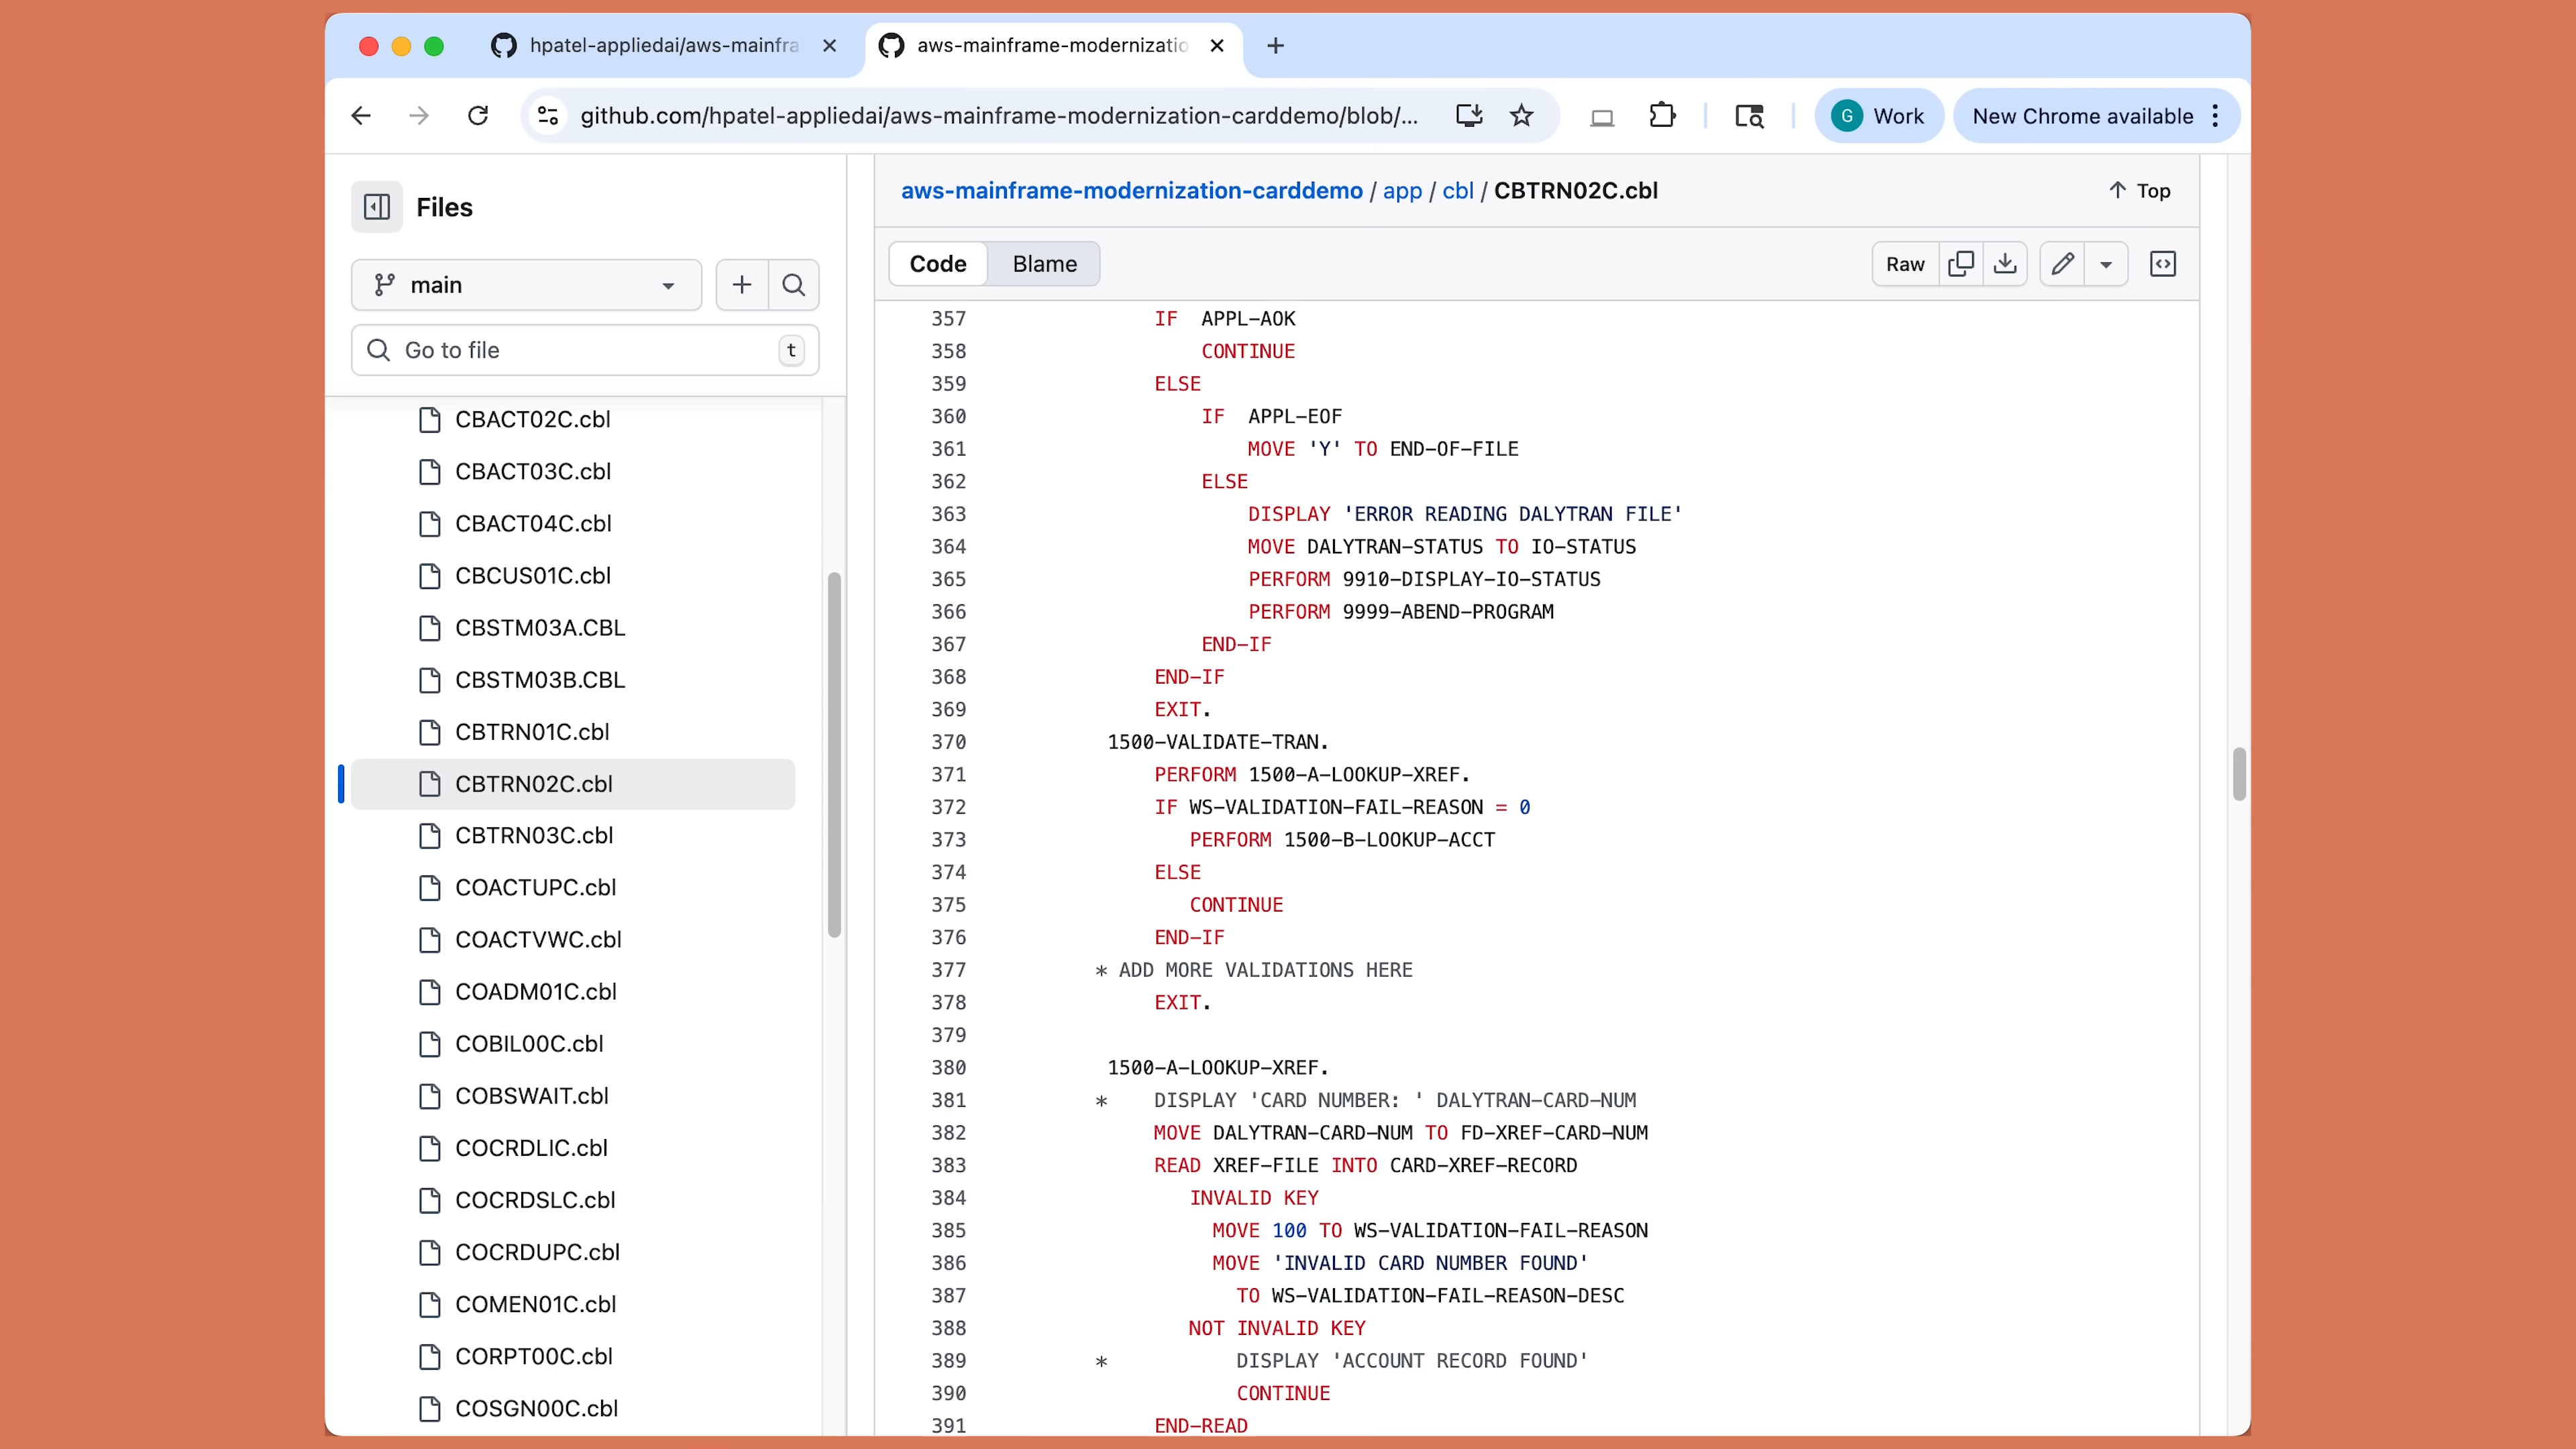 hpatel-appliedai/aws-mainfra
aws-mainframe-modernizatio
github.com/hpatel-appliedai/aws-mainframe-modernization-carddemo/blob/...
G Work
New Chrome available
Files
main
Go to file
t
CBACT02C.cbl
CBACT03C.cbl
CBACT04C.cbl
CBCUS01C.cbl
CBSTM03A.CBL
CBSTM03B.CBL
CBTRN01C.cbl
CBTRN02C.cbl
CBTRN03C.cbl
COACTUPC.cbl
COACTVWC.cbl
COADM01C.cbl
COBIL00C.cbl
COBSWAIT.cbl
COCRDLIC.cbl
COCRDSLC.cbl
COCRDUPC.cbl
COMEN01C.cbl
CORPT00C.cbl
COSGN00C.cbl
aws-mainframe-modernization-carddemo / app / cbl / CBTRN02C.cbl
Top
Code Blame
Raw
357 IF APPL-AOK
358 CONTINUE
359 ELSE
360 IF APPL-EOF
361 MOVE 'Y' TO END-OF-FILE
362 ELSE
363 DISPLAY 'ERROR READING DALYTRAN FILE'
364 MOVE DALYTRAN-STATUS TO IO-STATUS
365 PERFORM 9910-DISPLAY-IO-STATUS
366 PERFORM 9999-ABEND-PROGRAM
367 END-IF
368 END-IF
369 EXIT.
370 1500-VALIDATE-TRAN.
371 PERFORM 1500-A-LOOKUP-XREF.
372 IF WS-VALIDATION-FAIL-REASON = 0
373 PERFORM 1500-B-LOOKUP-ACCT
374 ELSE
375 CONTINUE
376 END-IF
377 * ADD MORE VALIDATIONS HERE
378 EXIT.
379
380 1500-A-LOOKUP-XREF.
381 * DISPLAY 'CARD NUMBER: ' DALYTRAN-CARD-NUM
382 MOVE DALYTRAN-CARD-NUM TO FD-XREF-CARD-NUM
383 READ XREF-FILE INTO CARD-XREF-RECORD
384 INVALID KEY
385 MOVE 100 TO WS-VALIDATION-FAIL-REASON
386 MOVE 'INVALID CARD NUMBER FOUND'
387 TO WS-VALIDATION-FAIL-REASON-DESC
388 NOT INVALID KEY
389 * DISPLAY 'ACCOUNT RECORD FOUND'
390 CONTINUE
391 END-READ